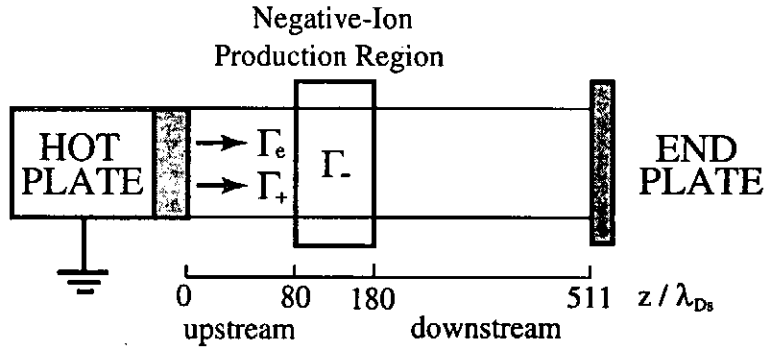 Negative-Ion
Production Region
HOT
PLATE
Γe
Γ+
Γ-
END
PLATE
0 80 180 511 z / λDs
upstream downstream